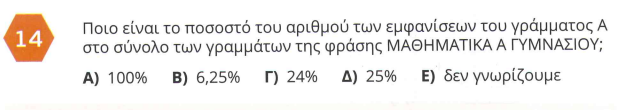 14
Ποιο είναι το ποσοστό του αριθμού των εμφανίσεων του γράμματος Α
στο σύνολο των γραμμάτων της φράσης ΜΑΘΗΜΑΤΙΚΑ Α ΓΥΜΝΑΣΙΟΥ;
Α) 100% Β) 6,25% Γ) 24% Δ) 25% Ε) δεν γνωρίζουμε